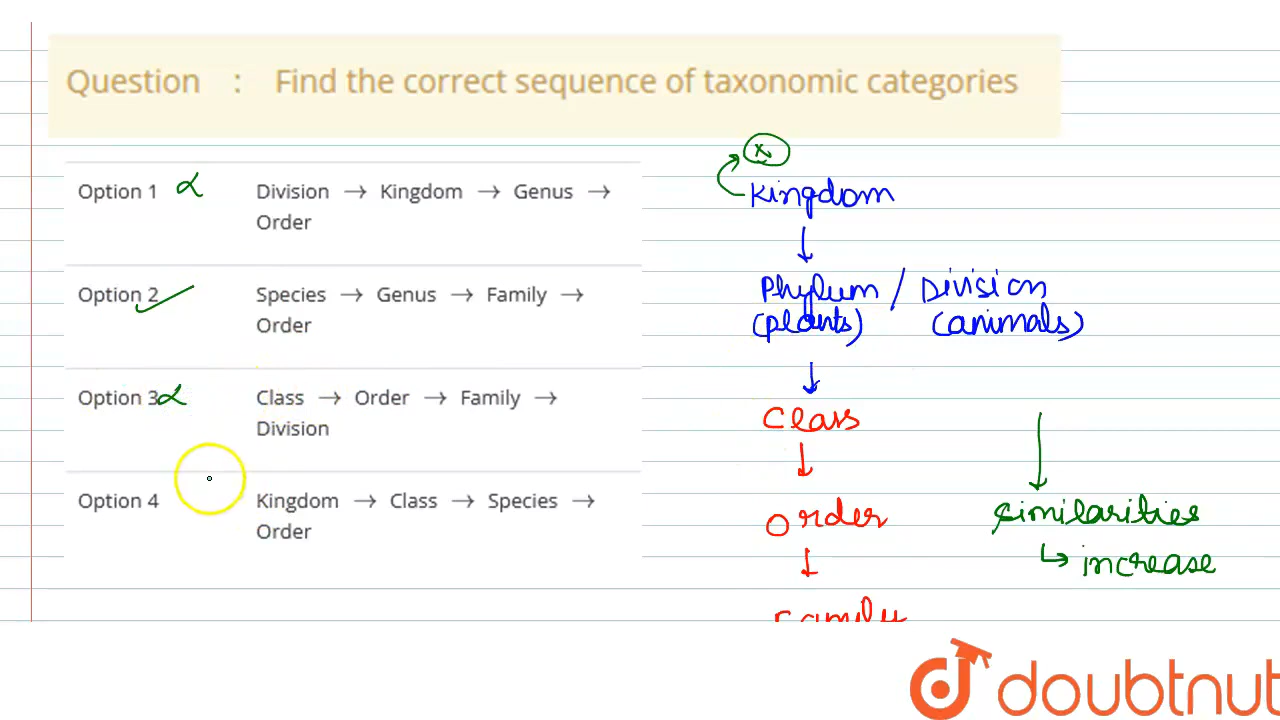 Question : Find the correct sequence of taxonomic categories
Option 1 Division → Kingdom → Genus →
Order
Option 2 Species → Genus → Family →
Order
Option 3 Class → Order → Family →
Division
Option 4 Kingdom → Class → Species →
Order
x
Kingdom
↓
Phylum / Division
(plants) (animals)
↓
Class
↓
Order
↓
Family
similarities
↳ increase
doubtnut